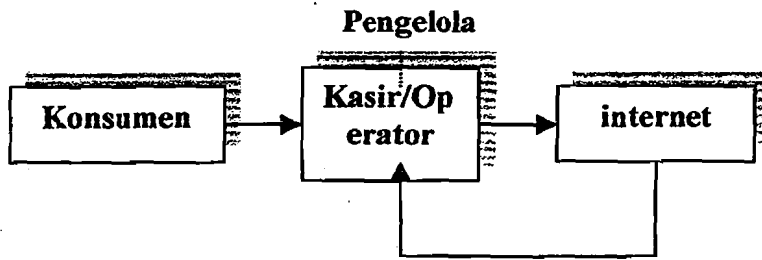 Pengelola
Konsumen
Kasir/Op
erator
internet